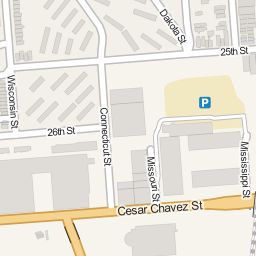 Dakota St
25th St
Wisconsin St
Connecticut St
P
26th St
Missouri St
Mississippi St
Cesar Chavez St